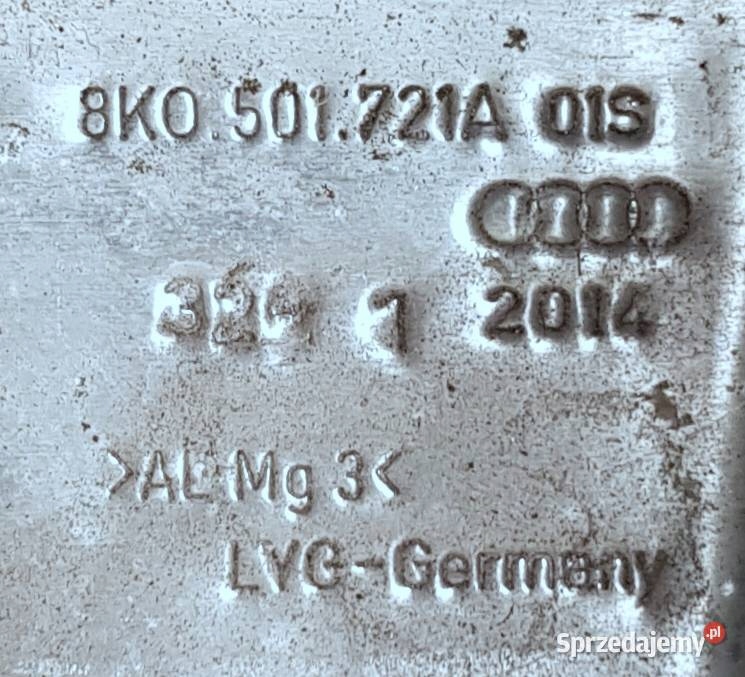 8K0.501.721A 01S
1 2014
>AL Mg 3<
LVG-Germany
Sprzedajemy.pl